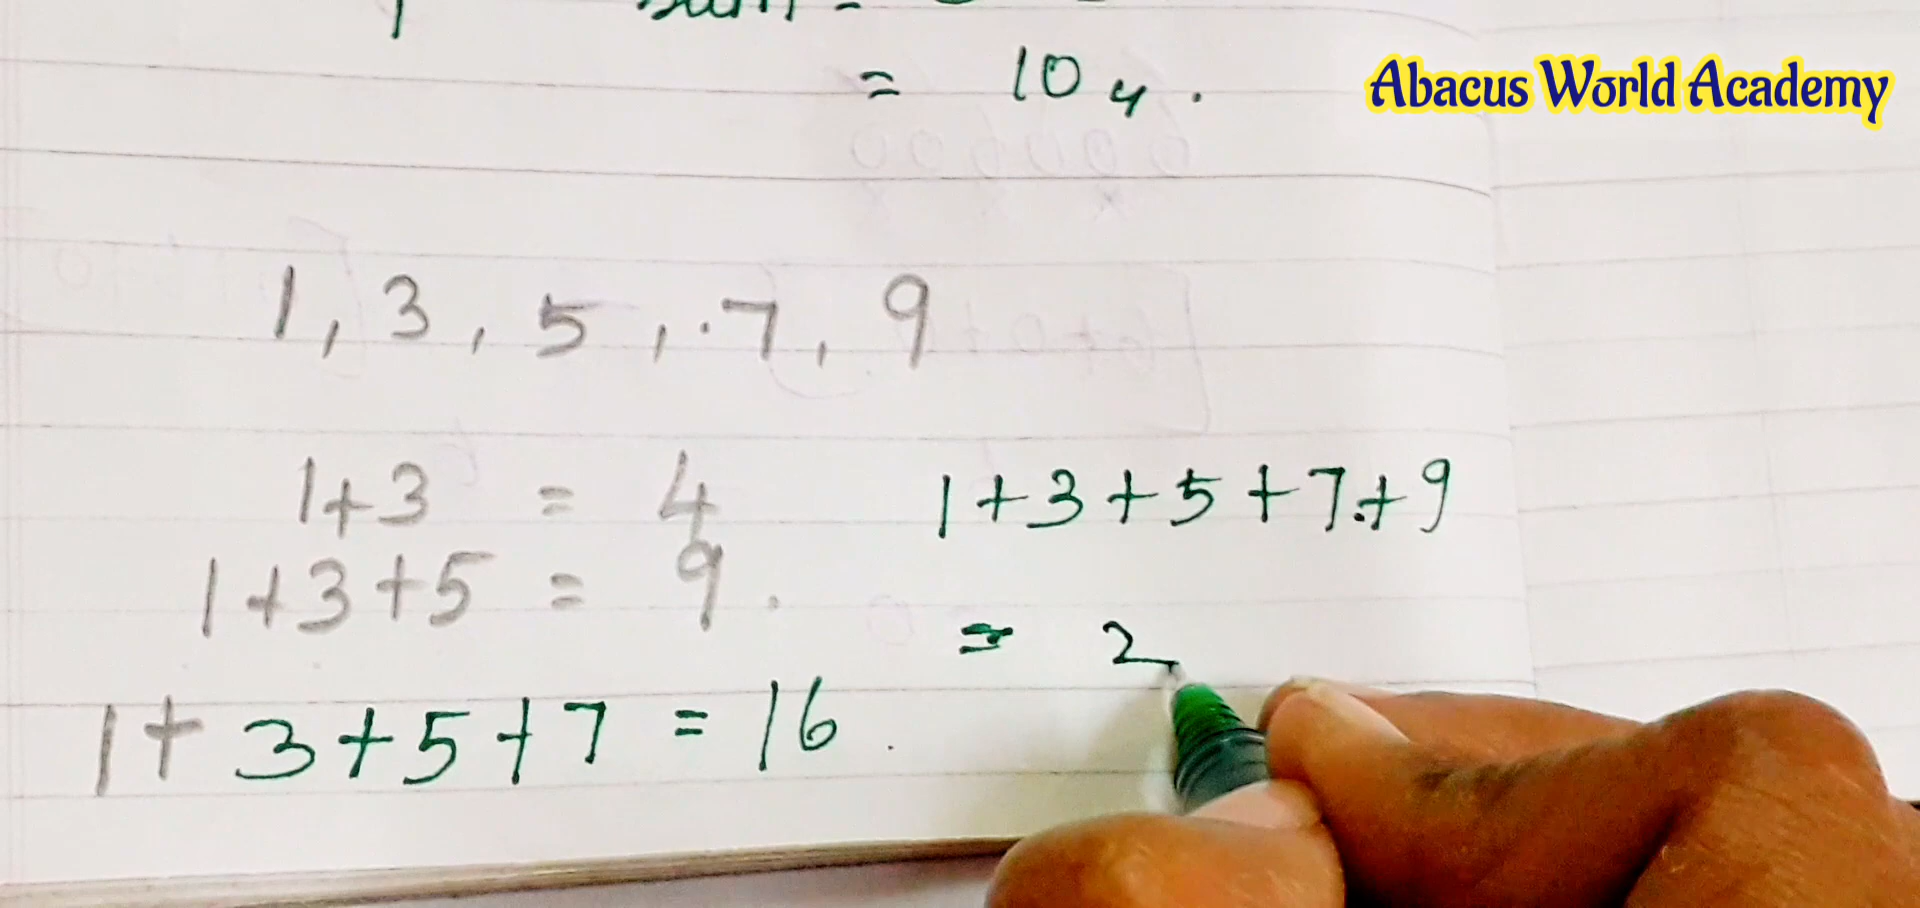 = 10
Abacus World Academy
1, 3, 5, 7, 9
1+3 = 4
1+3+5 = 9.
1+3+5+7 = 16.
1+3+5+7+9
= 2